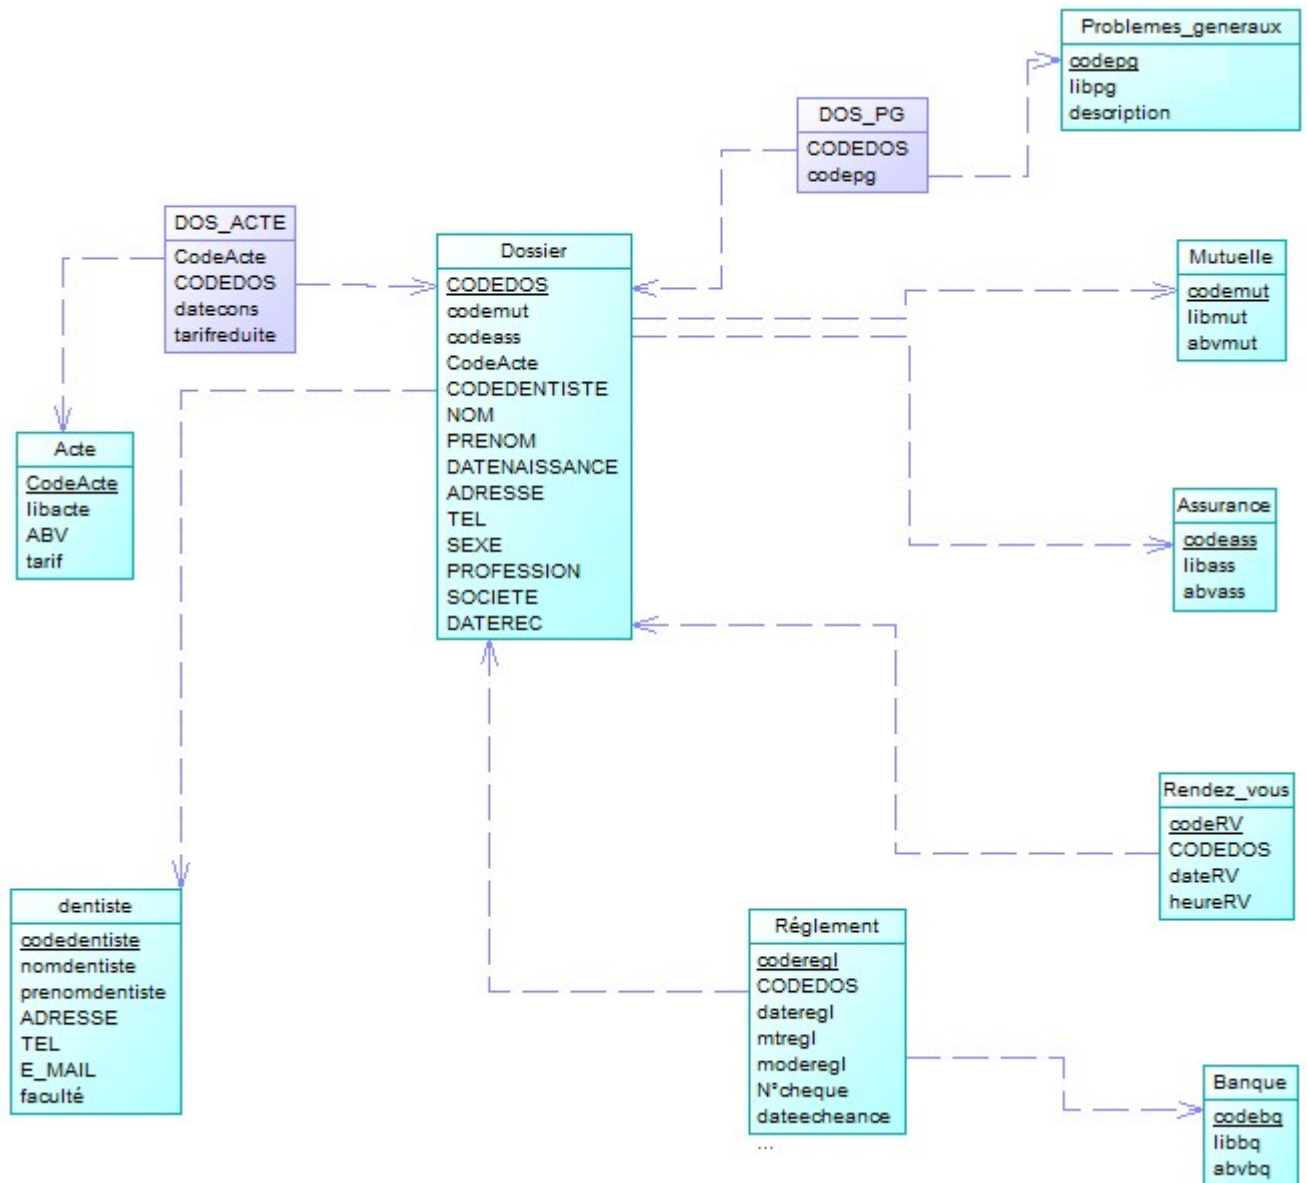 Problemes_generaux
codepg
libpg
description
DOS_PG
CODEDOS
codepg
DOS_ACTE
CodeActe
CODEDOS
datecons
tarifreduite
Dossier
CODEDOS
codemut
codeass
CodeActe
CODEDENTISTE
NOM
PRENOM
DATENAISSANCE
ADRESSE
TEL
SEXE
PROFESSION
SOCIETE
DATEREC
Mutuelle
codemut
libmut
abvmut
Acte
CodeActe
libacte
ABV
tarif
Assurance
codeass
libass
abvass
Rendez_vous
codeRV
CODEDOS
dateRV
heureRV
dentiste
codedentiste
nomdentiste
prenomdentiste
ADRESSE
TEL
E_MAIL
faculté
Réglement
coderegl
CODEDOS
dateregl
mtregl
moderegl
N°cheque
dateecheance
...
Banque
codebq
libbq
abvbq